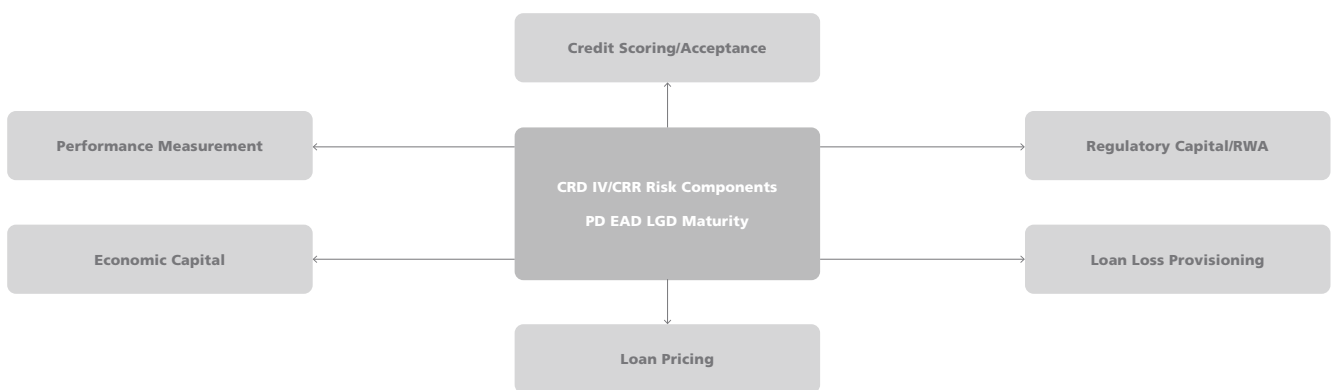 Credit Scoring/Acceptance
Performance Measurement
Regulatory Capital/RWA
CRD IV/CRR Risk Components
PD EAD LGD Maturity
Economic Capital
Loan Loss Provisioning
Loan Pricing